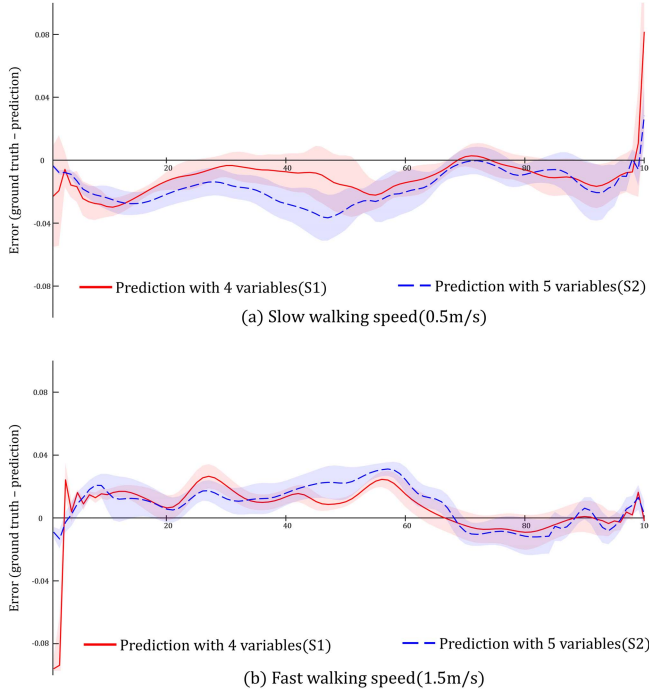 0.08
0.04
0
-0.04
-0.08
Error (ground truth – prediction)
20
40
60
80
10
Prediction with 4 variables(S1)
Prediction with 5 variables(S2)
(a) Slow walking speed(0.5m/s)
0.08
0.04
0
-0.04
-0.08
Error (ground truth – prediction)
20
40
60
80
10
Prediction with 4 variables(S1)
Prediction with 5 variables(S2)
(b) Fast walking speed(1.5m/s)